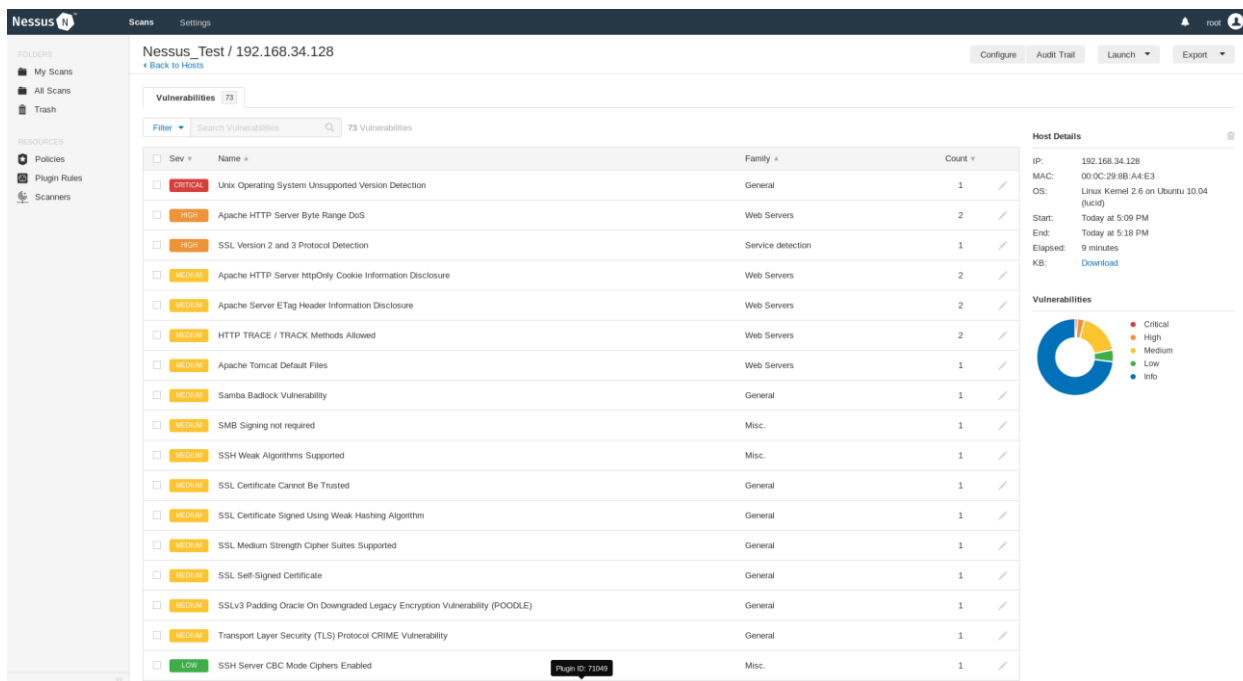 Nessus N Scans Settings root
FOLDERS
My Scans
All Scans
Trash
RESOURCES
Policies
Plugin Rules
Scanners
Nessus_Test / 192.168.34.128
Back to Hosts
Configure Audit Trail Launch Export
Vulnerabilities 73
Filter Search Vulnerabilities 73 Vulnerabilities
Sev Name Family Count
CRITICAL Unix Operating System Unsupported Version Detection General 1
HIGH Apache HTTP Server Byte Range DoS Web Servers 2
HIGH SSL Version 2 and 3 Protocol Detection Service detection 1
MEDIUM Apache HTTP Server httpOnly Cookie Information Disclosure Web Servers 2
MEDIUM Apache Server ETag Header Information Disclosure Web Servers 2
MEDIUM HTTP TRACE / TRACK Methods Allowed Web Servers 2
MEDIUM Apache Tomcat Default Files Web Servers 1
MEDIUM Samba Badlock Vulnerability General 1
MEDIUM SMB Signing not required Misc. 1
MEDIUM SSH Weak Algorithms Supported Misc. 1
MEDIUM SSL Certificate Cannot Be Trusted General 1
MEDIUM SSL Certificate Signed Using Weak Hashing Algorithm General 1
MEDIUM SSL Medium Strength Cipher Suites Supported General 1
MEDIUM SSL Self-Signed Certificate General 1
MEDIUM SSLv3 Padding Oracle On Downgraded Legacy Encryption Vulnerability (POODLE) General 1
MEDIUM Transport Layer Security (TLS) Protocol CRIME Vulnerability General 1
LOW SSH Server CBC Mode Ciphers Enabled Misc. 1
Plugin ID: 71049
Host Details
IP: 192.168.34.128
MAC: 00:0C:29:8B:A4:E3
OS: Linux Kernel 2.6 on Ubuntu 10.04
(lucid)
Start: Today at 5:09 PM
End: Today at 5:18 PM
Elapsed: 9 minutes
KB: Download
Vulnerabilities
Critical
High
Medium
Low
Info